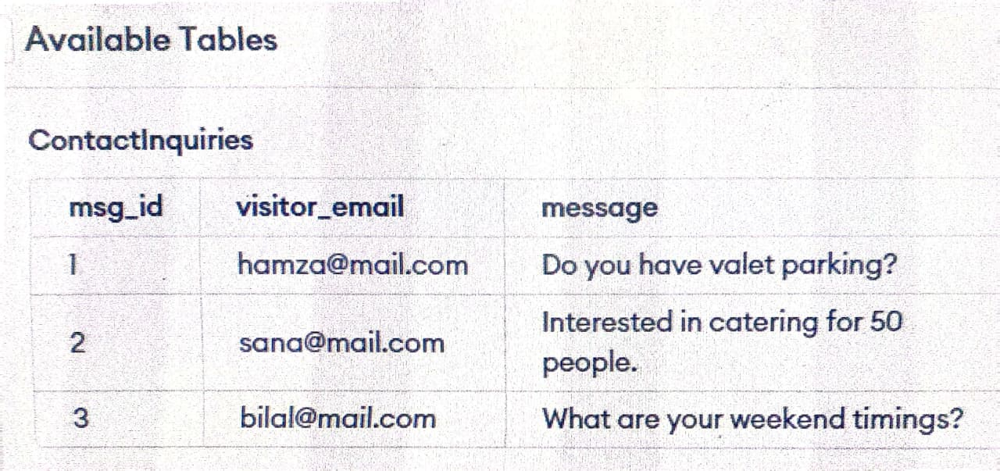 Available Tables
ContactInquiries
msg_id visitor_email message
1 hamza@mail.com Do you have valet parking?
2 sana@mail.com Interested in catering for 50
people.
3 bilal@mail.com What are your weekend timings?